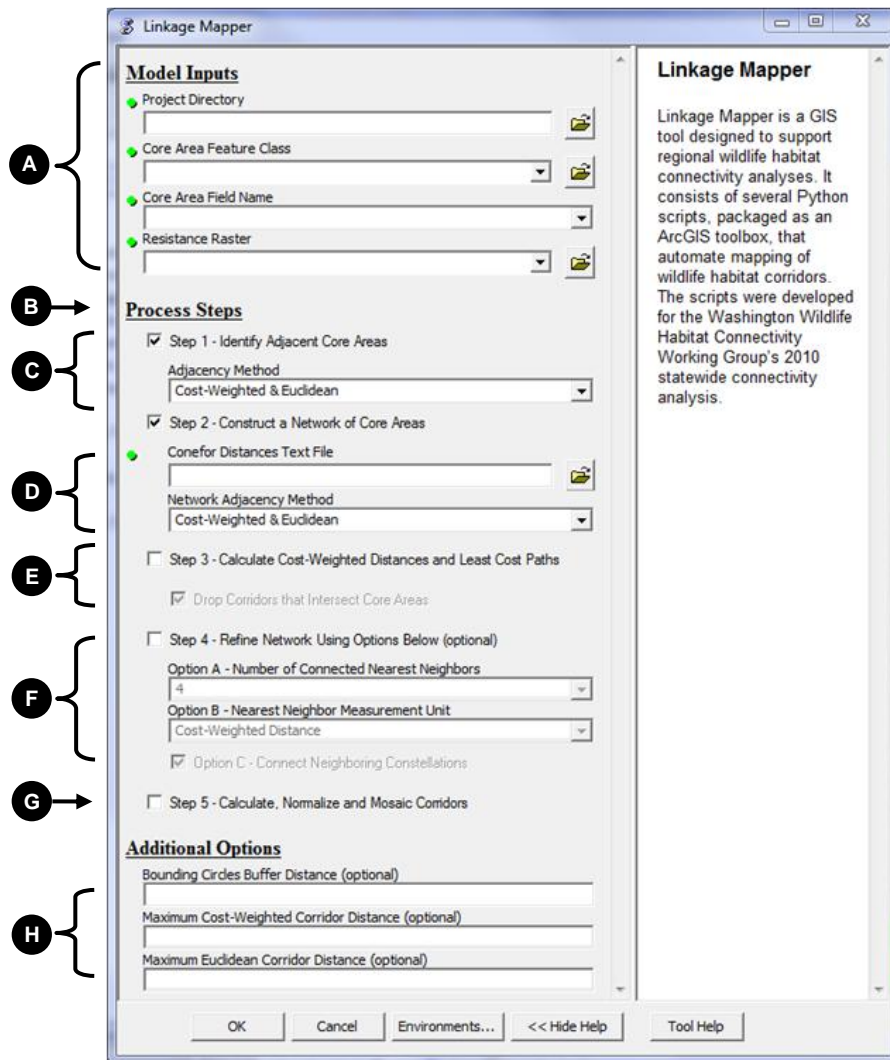 Linkage Mapper
A
Model Inputs
Project Directory
Core Area Feature Class
Core Area Field Name
Resistance Raster
B
Process Steps
C
Step 1 - Identify Adjacent Core Areas
Adjacency Method
Cost-Weighted & Euclidean
Step 2 - Construct a Network of Core Areas
D
Conefor Distances Text File
Network Adjacency Method
Cost-Weighted & Euclidean
E
Step 3 - Calculate Cost-Weighted Distances and Least Cost Paths
Drop Corridors that Intersect Core Areas
F
Step 4 - Refine Network Using Options Below (optional)
Option A - Number of Connected Nearest Neighbors
4
Option B - Nearest Neighbor Measurement Unit
Cost-Weighted Distance
Option C - Connect Neighboring Constellations
G
Step 5 - Calculate, Normalize and Mosaic Corridors
Additional Options
H
Bounding Circles Buffer Distance (optional)
Maximum Cost-Weighted Corridor Distance (optional)
Maximum Euclidean Corridor Distance (optional)
Linkage Mapper
Linkage Mapper is a GIS
tool designed to support
regional wildlife habitat
connectivity analyses. It
consists of several Python
scripts, packaged as an
ArcGIS toolbox, that
automate mapping of
wildlife habitat corridors.
The scripts were developed
for the Washington Wildlife
Habitat Connectivity
Working Group's 2010
statewide connectivity
analysis.
OK
Cancel
Environments...
<< Hide Help
Tool Help